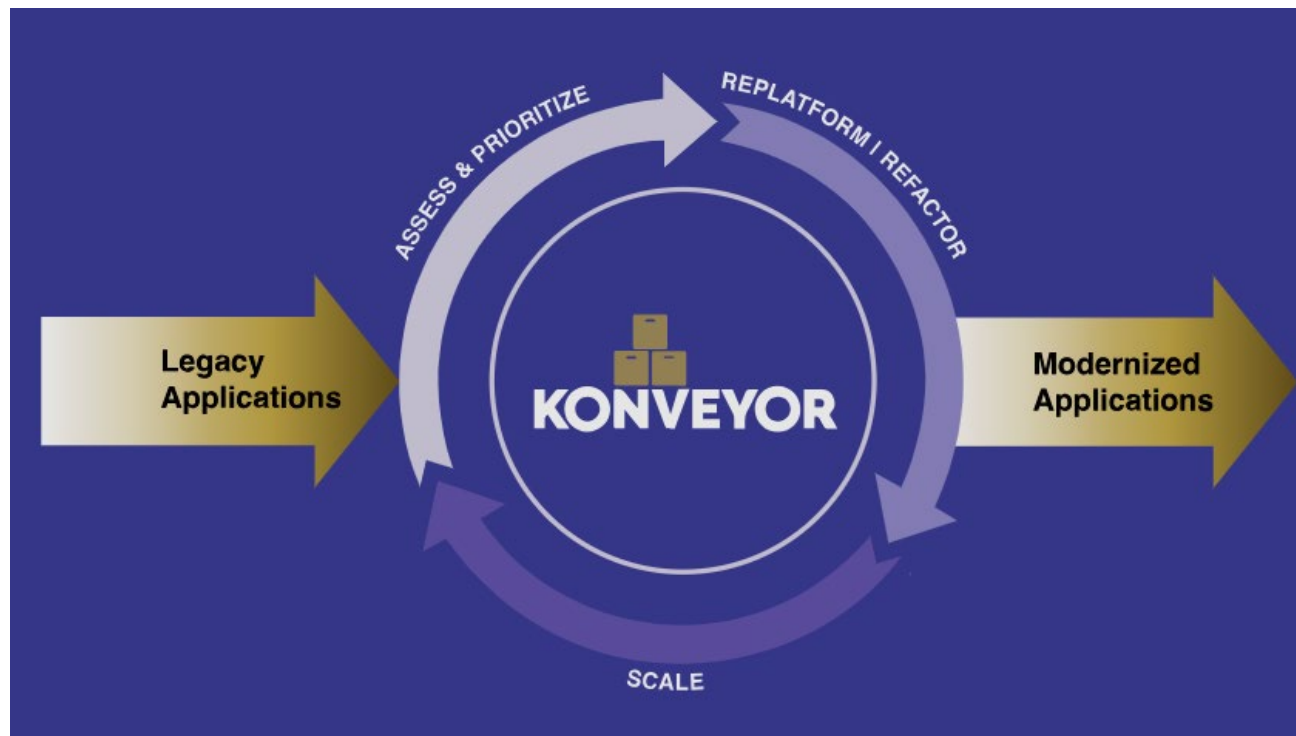 ASSESS & PRIORITIZE
REPLATFORM | REFACTOR
Legacy
Applications
KONVEYOR
Modernized
Applications
SCALE